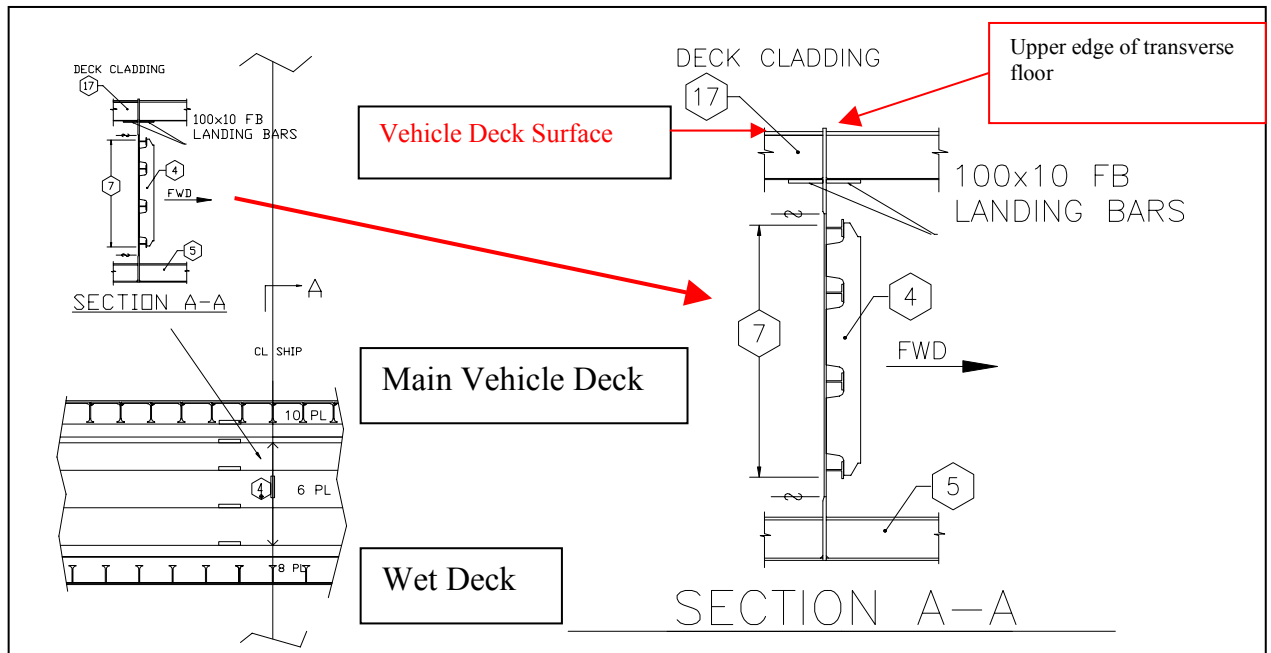 DECK CLADDING
17
100x10 FB
LANDING BARS
4
7
FWD
5
SECTION A-A
A
CL SHIP
10 PL
4
6 PL
8 PL
Vehicle Deck Surface
Main Vehicle Deck
Wet Deck
Upper edge of transverse
floor
DECK CLADDING
17
100x10 FB
LANDING BARS
4
7
FWD
5
SECTION A-A